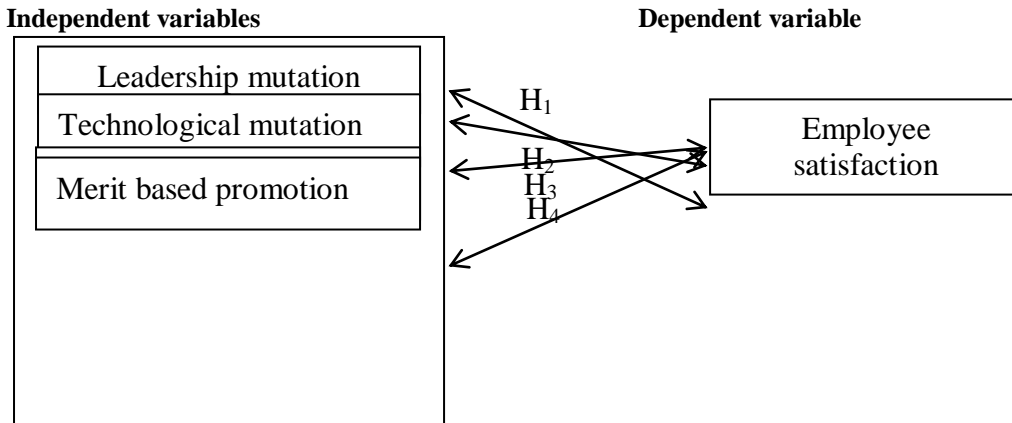 Independent variables
Dependent variable
Leadership mutation
Technological mutation
Merit based promotion
H₁
H₂
H₃
H₄
Employee
satisfaction